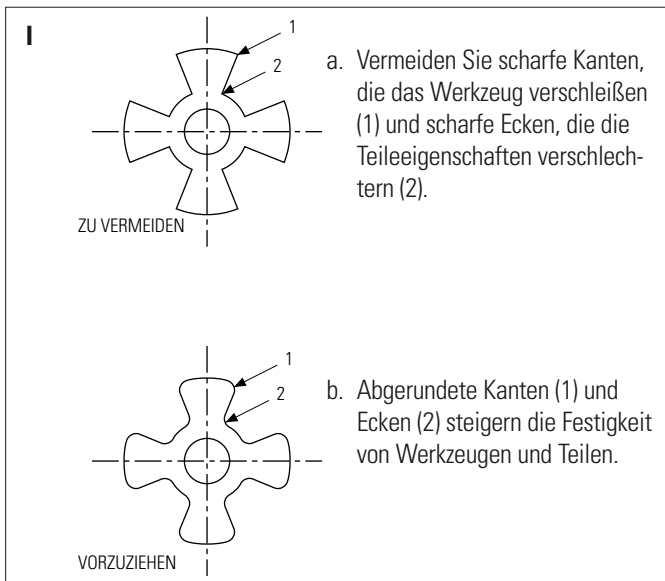 I
1
2
a. Vermeiden Sie scharfe Kanten,
die das Werkzeug verschleißen
(1) und scharfe Ecken, die die
Teileeigenschaften verschlech-
tern (2).
ZU VERMEIDEN
1
2
b. Abgerundete Kanten (1) und
Ecken (2) steigern die Festigkeit
von Werkzeugen und Teilen.
VORZUZIEHEN